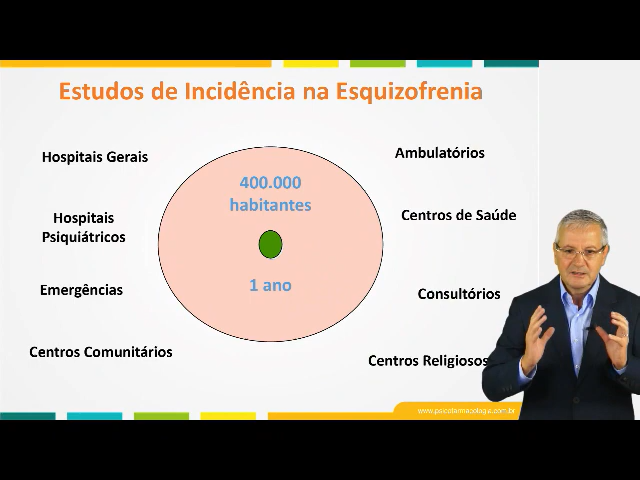 Estudos de Incidência na Esquizofrenia
Hospitais Gerais
Hospitais
Psiquiátricos
Emergências
Centros Comunitários
400.000
habitantes
1 ano
Ambulatórios
Centros de Saúde
Consultórios
Centros Religiosos
www.psicofarmacologia.com.br